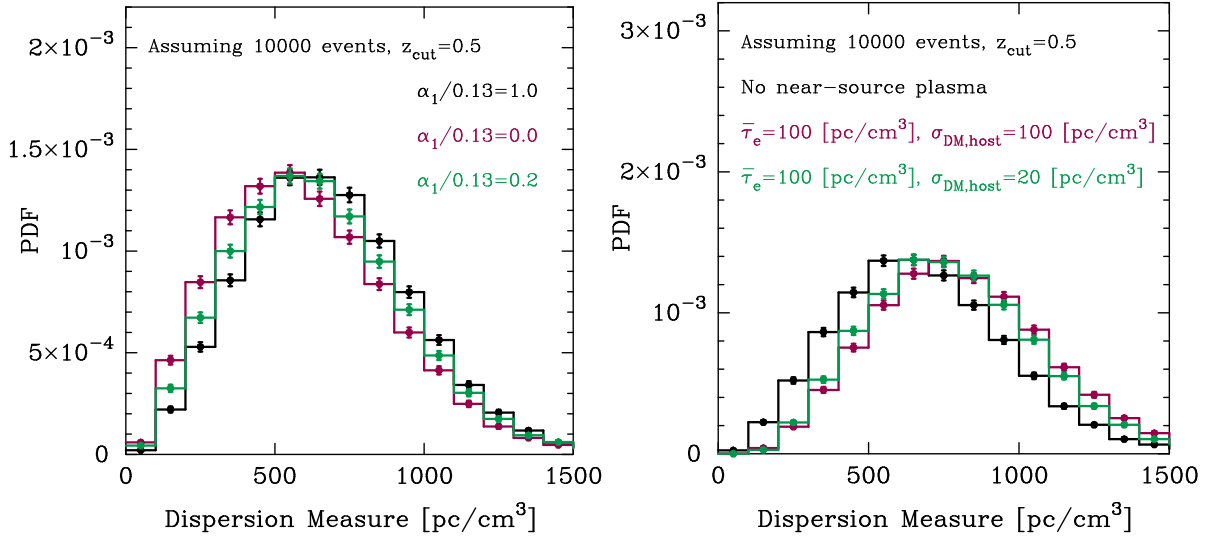 2×10⁻³
1.5×10⁻³
10⁻³
5×10⁻⁴
0
PDF
Assuming 10000 events, z_cut=0.5
α₁/0.13=1.0
α₁/0.13=0.0
α₁/0.13=0.2
0 500 1000 1500
Dispersion Measure [pc/cm³]
3×10⁻³
2×10⁻³
10⁻³
0
PDF
Assuming 10000 events, z_cut=0.5
No near−source plasma
τ̅_e=100 [pc/cm³], σ_DM,host=100 [pc/cm³]
τ̅_e=100 [pc/cm³], σ_DM,host=20 [pc/cm³]
0 500 1000 1500
Dispersion Measure [pc/cm³]